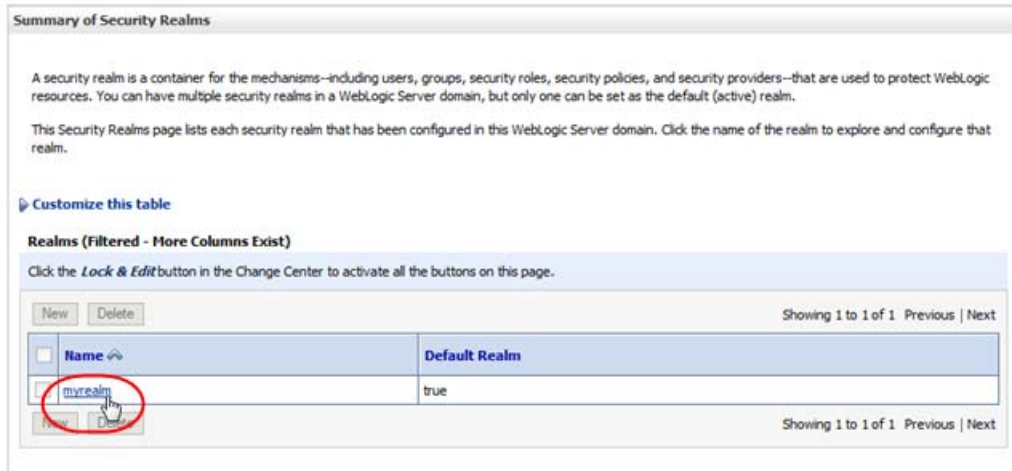 Summary of Security Realms
A security realm is a container for the mechanisms--including users, groups, security roles, security policies, and security providers--that are used to protect WebLogic
resources. You can have multiple security realms in a WebLogic Server domain, but only one can be set as the default (active) realm.
This Security Realms page lists each security realm that has been configured in this WebLogic Server domain. Click the name of the realm to explore and configure that
realm.
Customize this table
Realms (Filtered - More Columns Exist)
Click the Lock & Edit button in the Change Center to activate all the buttons on this page.
New Delete Showing 1 to 1 of 1 Previous | Next
Name Default Realm
myrealm true
New Delete Showing 1 to 1 of 1 Previous | Next